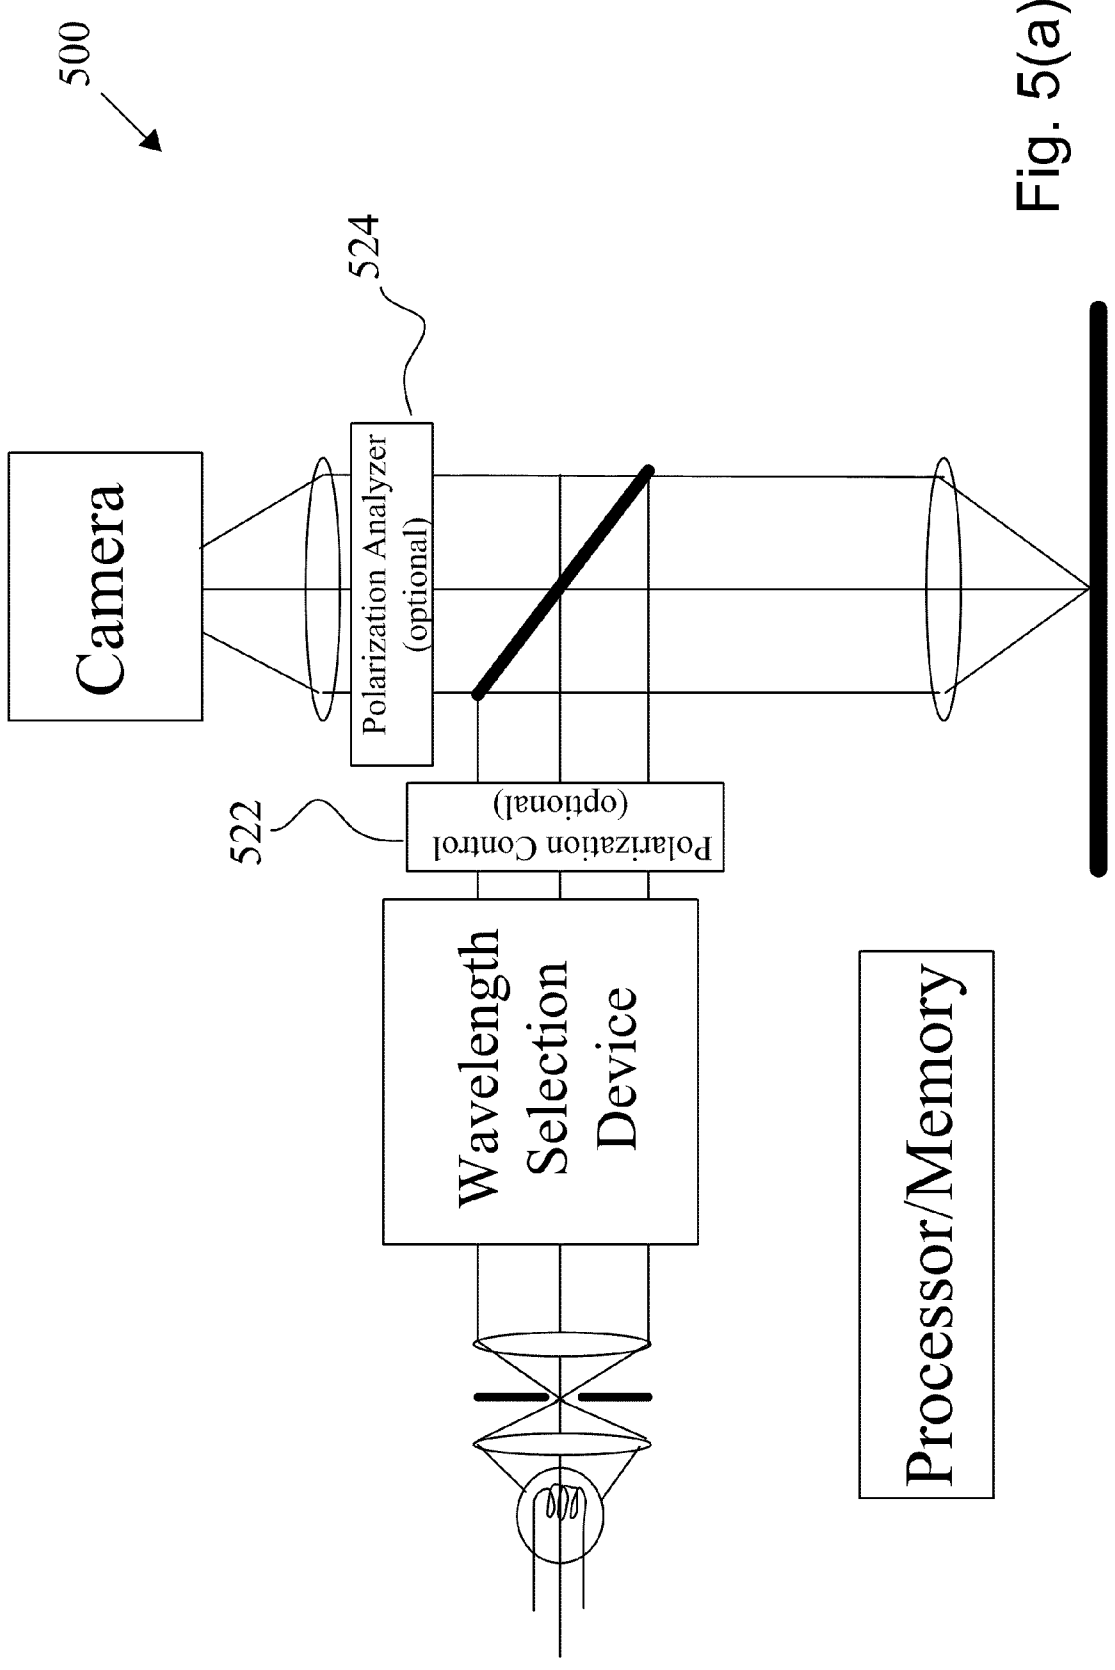 500
Camera
524
Polarization Analyzer
(optional)
522
Polarization Control
(optional)
Wavelength
Selection
Device
Processor/Memory
Fig. 5(a)